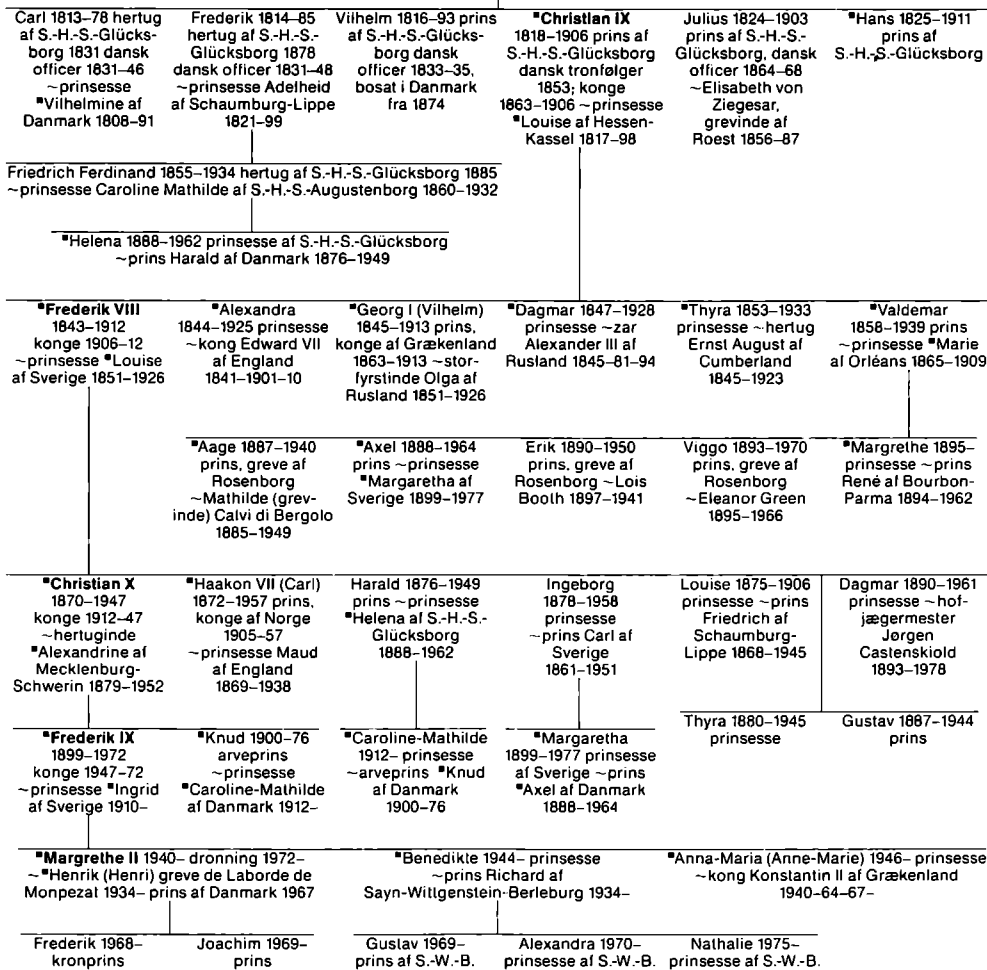 Carl 1813–78 hertug
af S.-H.-S.-Glücks-
borg 1831 dansk
officer 1831–46
~prinsesse
▪Vilhelmine af
Danmark 1808–91
Frederik 1814–85
hertug af S.-H.-S.-
Glücksborg 1878
dansk officer 1831–48
~prinsesse Adelheid
af Schaumburg-Lippe
1821–99
Vilhelm 1816–93 prins
af S.-H.-S.-Glücks-
borg dansk
officer 1833–35,
bosat i Danmark
fra 1874
▪Christian IX
1818–1906 prins af
S.-H.-S.-Glücksborg
dansk tronfølger
1853; konge
1863–1906 ~prinsesse
▪Louise af Hessen-
Kassel 1817–98
Julius 1824–1903
prins af S.-H.-S.-
Glücksborg, dansk
officer 1864–68
~Elisabeth von
Ziegesar,
grevinde af
Roest 1856–87
▪Hans 1825–1911
prins af
S.-H.-S.-Glücksborg
Friedrich Ferdinand 1855–1934 hertug af S.-H.-S.-Glücksborg 1885
~prinsesse Caroline Mathilde af S.-H.-S.-Augustenborg 1860–1932
▪Helena 1888–1962 prinsesse af S.-H.-S.-Glücksborg
~prins Harald af Danmark 1876–1949
▪Frederik VIII
1843–1912
konge 1906–12
~prinsesse ▪Louise
af Sverige 1851–1926
▪Alexandra
1844–1925 prinsesse
~kong Edward VII
af England
1841–1901–10
▪Georg I (Vilhelm)
1845–1913 prins,
konge af Grækenland
1863–1913 ~stor-
fyrstinde Olga af
Rusland 1851–1926
▪Dagmar 1847–1928
prinsesse ~zar
Alexander III af
Rusland 1845–81–94
▪Thyra 1853–1933
prinsesse ~hertug
Ernst August af
Cumberland
1845–1923
▪Valdemar
1858–1939 prins
~prinsesse ▪Marie
af Orléans 1865–1909
▪Aage 1887–1940
prins, greve af
Rosenborg
~Mathilde (grev-
inde) Calvi di Bergolo
1885–1949
▪Axel 1888–1964
prins ~prinsesse
▪Margaretha af
Sverige 1899–1977
Erik 1890–1950
prins, greve af
Rosenborg ~Lois
Booth 1897–1941
Viggo 1893–1970
prins, greve af
Rosenborg
~Eleanor Green
1895–1966
▪Margrethe 1895–
prinsesse ~prins
René af Bourbon-
Parma 1894–1962
▪Christian X
1870–1947
konge 1912–47
~hertuginde
▪Alexandrine af
Mecklenburg-
Schwerin 1879–1952
▪Haakon VII (Carl)
1872–1957 prins,
konge af Norge
1905–57
~prinsesse Maud
af England
1869–1938
Harald 1876–1949
prins ~prinsesse
▪Helena af S.-H.-S.-
Glücksborg
1888–1962
Ingeborg
1878–1958
prinsesse
~prins Carl af
Sverige
1861–1951
Louise 1875–1906
prinsesse ~prins
Friedrich af
Schaumburg-
Lippe 1868–1945
Dagmar 1890–1961
prinsesse ~hof-
jægermester
Jørgen
Castenskiold
1893–1978
Thyra 1880–1945
prinsesse
Gustav 1887–1944
prins
▪Frederik IX
1899–1972
konge 1947–72
~prinsesse ▪Ingrid
af Sverige 1910–
▪Knud 1900–76
arveprins
~prinsesse
▪Caroline-Mathilde
af Danmark 1912–
▪Caroline-Mathilde
1912– prinsesse
~arveprins ▪Knud
af Danmark
1900–76
▪Margaretha
1899–1977 prinsesse
af Sverige ~prins
▪Axel af Danmark
1888–1964
▪Margrethe II 1940– dronning 1972–
~▪Henrik (Henri) greve de Laborde de
Monpezat 1934– prins af Danmark 1967
▪Benedikte 1944– prinsesse
~prins Richard af
Sayn-Wittgenstein-Berleburg 1934–
▪Anna-Maria (Anne-Marie) 1946– prinsesse
~kong Konstantin II af Grækenland
1940–64–67–
Frederik 1968–
kronprins
Joachim 1969–
prins
Gustav 1969–
prins af S.-W.-B.
Alexandra 1970–
prinsesse af S.-W.-B.
Nathalie 1975–
prinsesse af S.-W.-B.